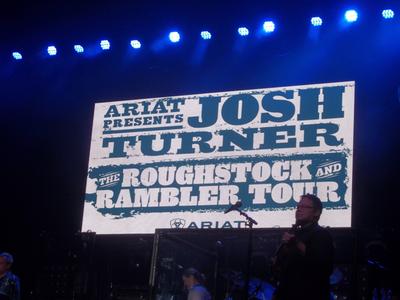 ARIAT PRESENTS JOSH
TURNER
THE ROUGHSTOCK AND
RAMBLER TOUR
ARIAT